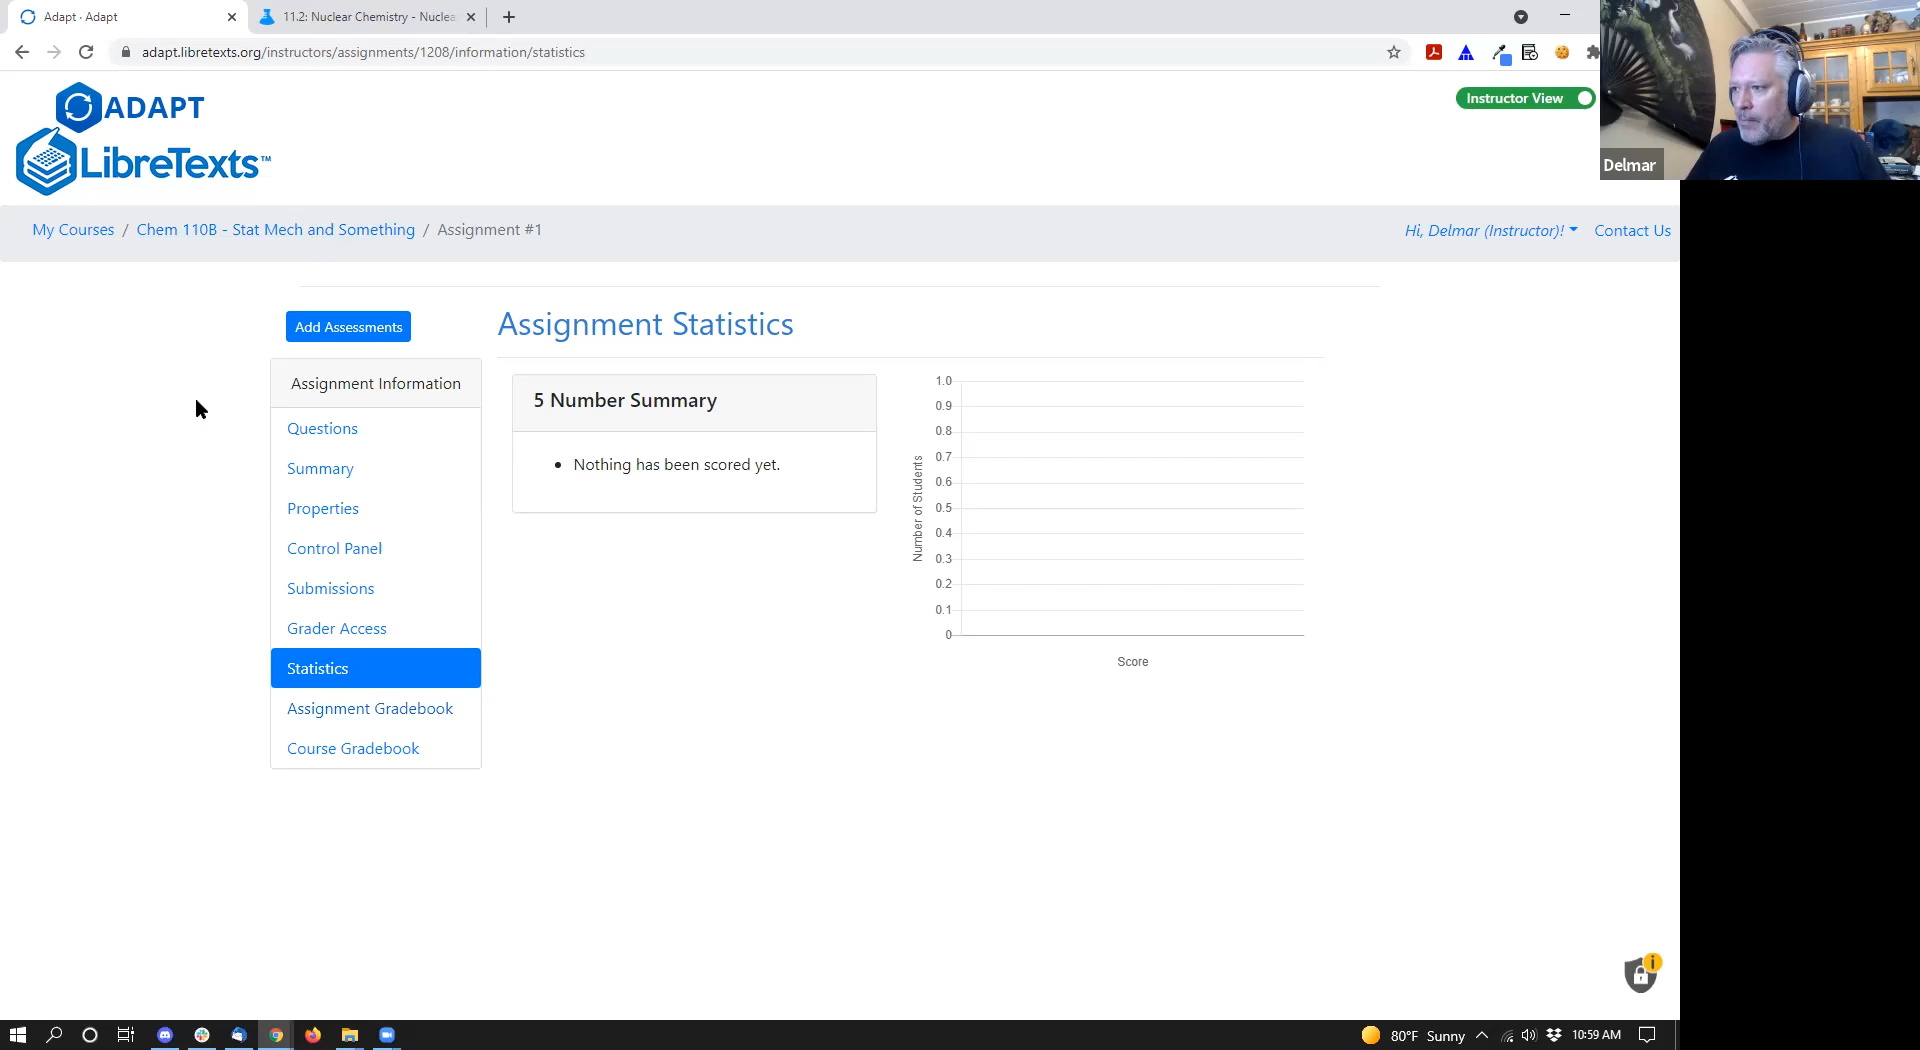 Adapt · Adapt
11.2: Nuclear Chemistry - Nuclea
adapt.libretexts.org/instructors/assignments/1208/information/statistics
ADAPT
LibreTexts™
Instructor View
Delmar
My Courses / Chem 110B - Stat Mech and Something / Assignment #1
Hi, Delmar (Instructor)!
Contact Us
Add Assessments
Assignment Information
Questions
Summary
Properties
Control Panel
Submissions
Grader Access
Statistics
Assignment Gradebook
Course Gradebook
Assignment Statistics
5 Number Summary
• Nothing has been scored yet.
Number of Students
1.0
0.9
0.8
0.7
0.6
0.5
0.4
0.3
0.2
0.1
0
Score
80°F Sunny
10:59 AM